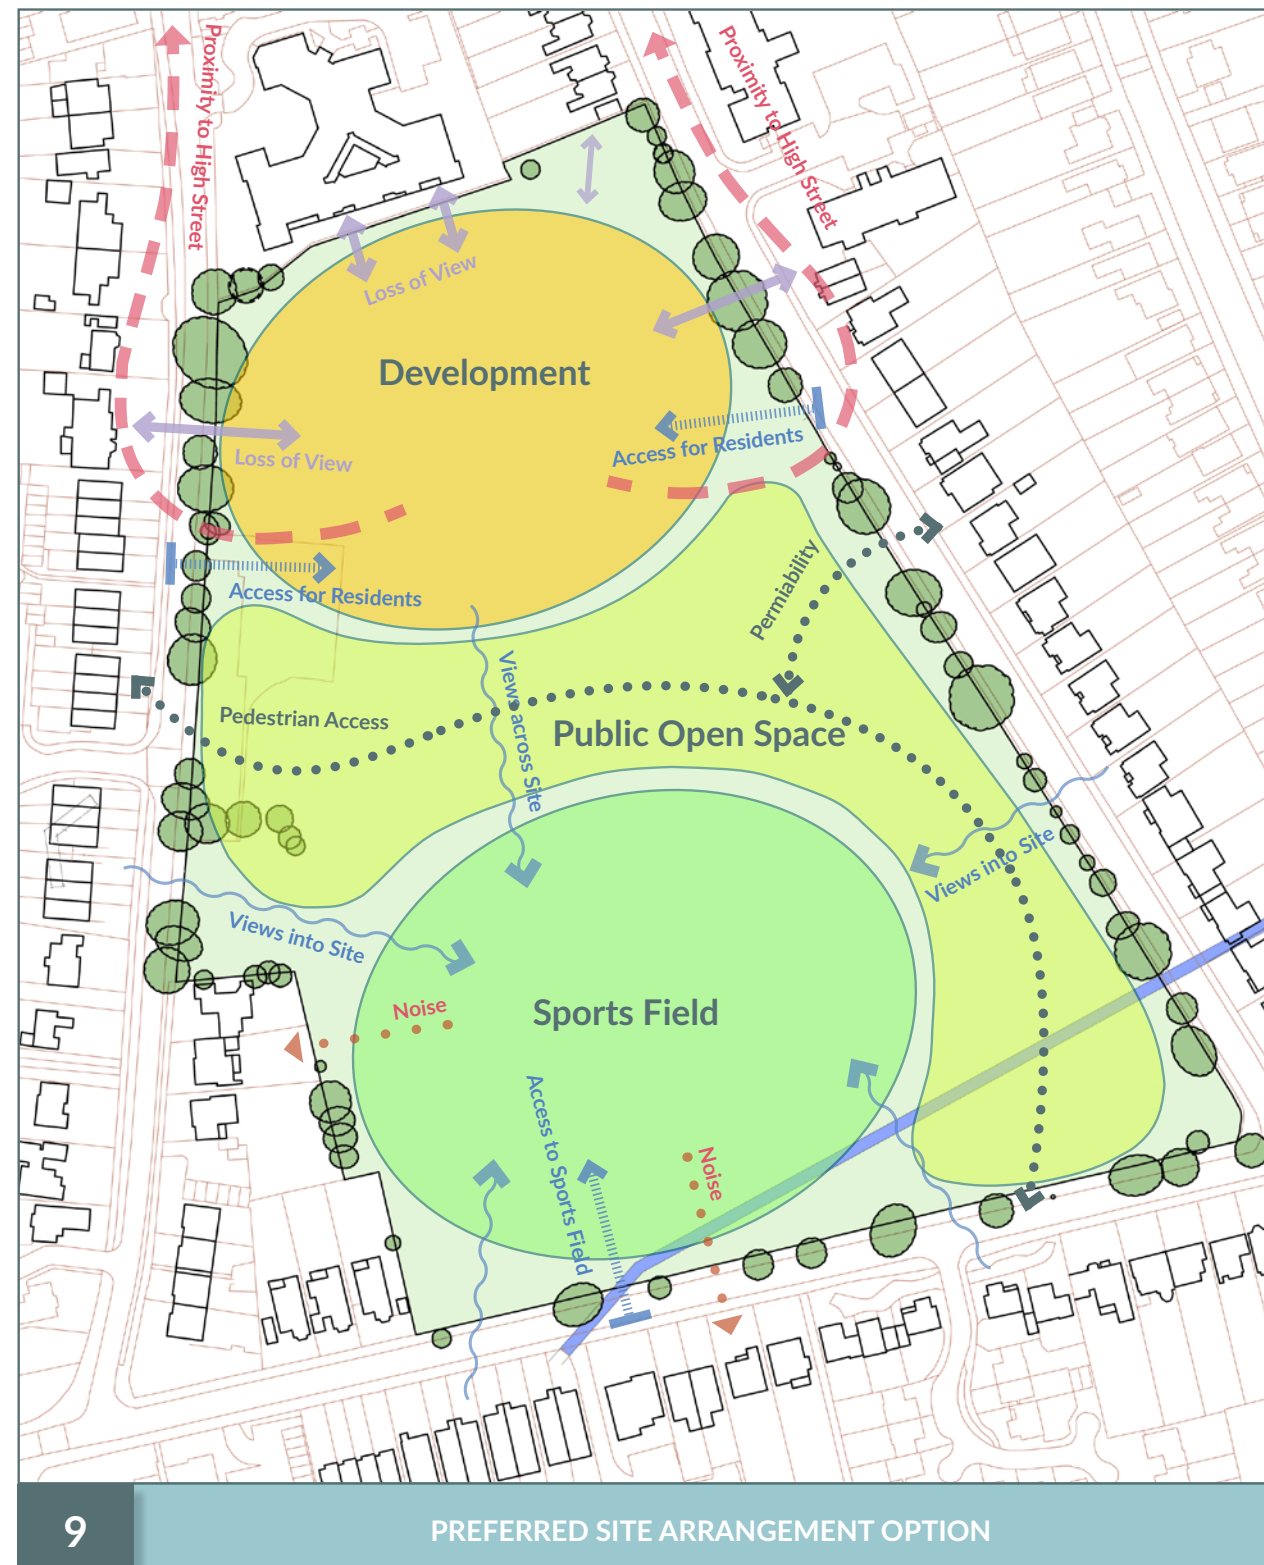 Proximity to High Street
Proximity to High Street
Loss of View
Development
Access for Residents
Loss of View
Access for Residents
Permiability
Views across Site
Pedestrian Access
Public Open Space
Views into Site
Views into Site
Noise
Sports Field
Access to Sports Field
Noise
9
PREFERRED SITE ARRANGEMENT OPTION